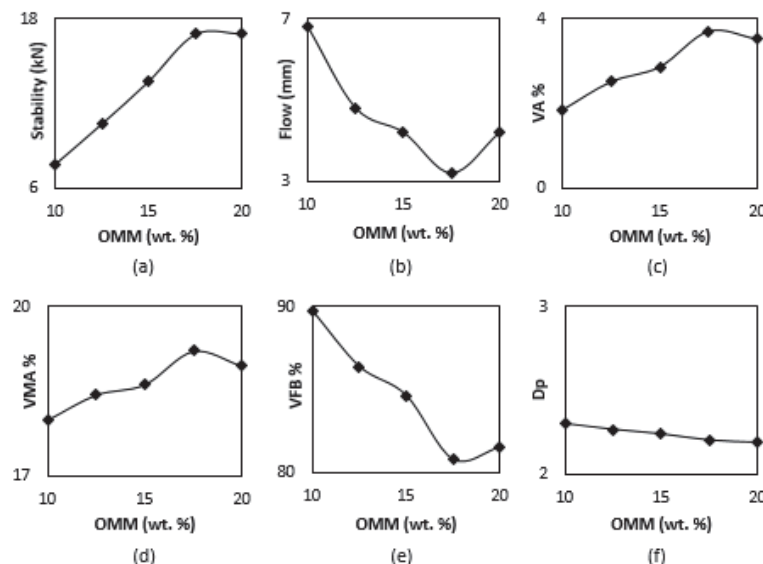 18
Stability (kN)
6
10 15 20
OMM (wt. %)
(a)
7
Flow (mm)
3
10 15 20
OMM (wt. %)
(b)
4
VA %
0
10 15 20
OMM (wt. %)
(c)
20
VMA %
17
10 15 20
OMM (wt. %)
(d)
90
VFB %
80
10 15 20
OMM (wt. %)
(e)
3
Dp
2
10 15 20
OMM (wt. %)
(f)